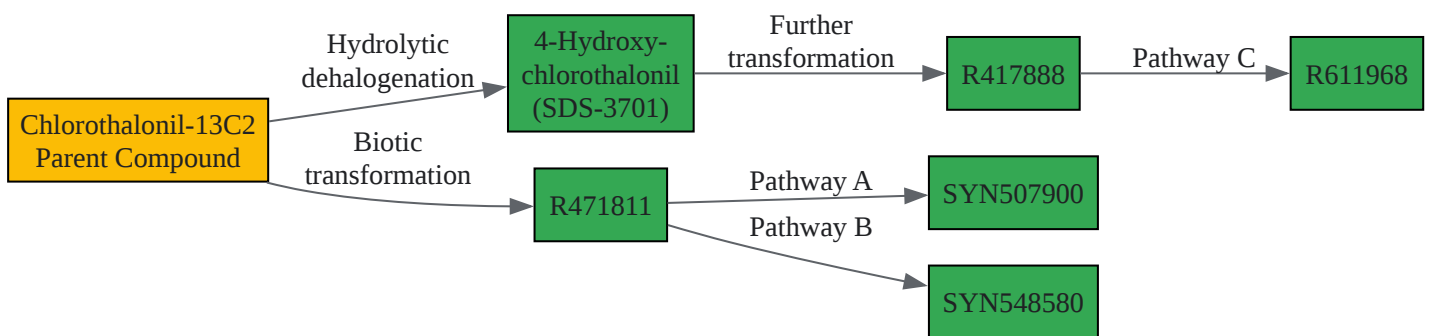 Chlorothalonil-13C2
Parent Compound
Hydrolytic
dehalogenation
4-Hydroxy-
chlorothalonil
(SDS-3701)
Further
transformation
R417888
Pathway C
R611968
Biotic
transformation
R471811
Pathway A
SYN507900
Pathway B
SYN548580